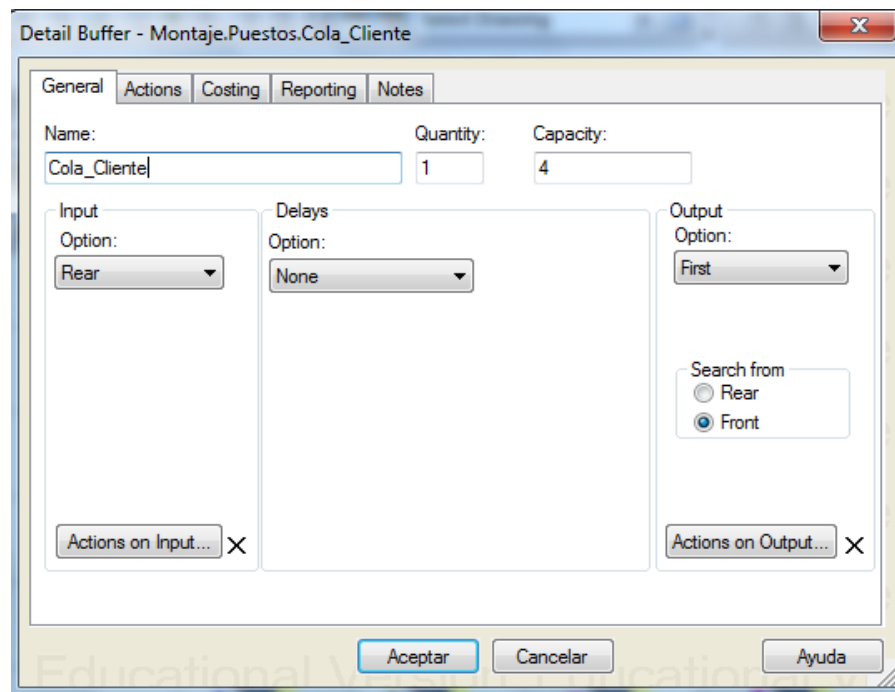 Detail Buffer - Montaje.Puestos.Cola_Cliente
General Actions Costing Reporting Notes
Name: Quantity: Capacity:
Cola_Cliente 1 4
Input Delays Output
Option: Option: Option:
Rear None First
Search from
Rear
Front
Actions on Input... X Actions on Output... X
Aceptar Cancelar Ayuda
Educational Version Educational V